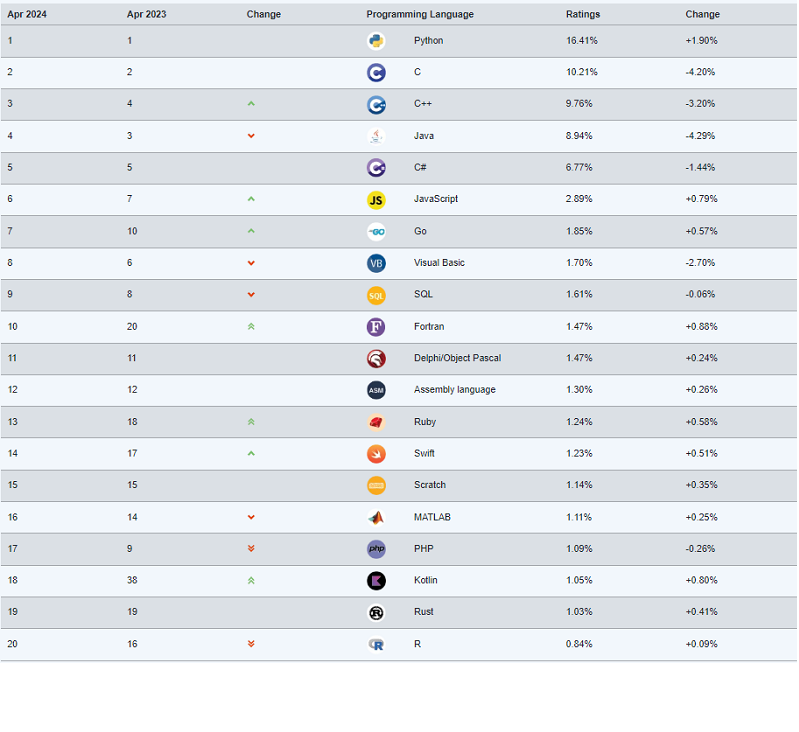 Apr 2024 Apr 2023 Change Programming Language Ratings Change
1 1 Python 16.41% +1.90%
2 2 C 10.21% -4.20%
3 4 C++ 9.76% -3.20%
4 3 Java 8.94% -4.29%
5 5 C# 6.77% -1.44%
6 7 JS JavaScript 2.89% +0.79%
7 10 GO Go 1.85% +0.57%
8 6 VB Visual Basic 1.70% -2.70%
9 8 SQL SQL 1.61% -0.06%
10 20 F Fortran 1.47% +0.88%
11 11 Delphi/Object Pascal 1.47% +0.24%
12 12 ASM Assembly language 1.30% +0.26%
13 18 Ruby 1.24% +0.58%
14 17 Swift 1.23% +0.51%
15 15 Scratch 1.14% +0.35%
16 14 MATLAB 1.11% +0.25%
17 9 php PHP 1.09% -0.26%
18 38 Kotlin 1.05% +0.80%
19 19 R Rust 1.03% +0.41%
20 16 R R 0.84% +0.09%